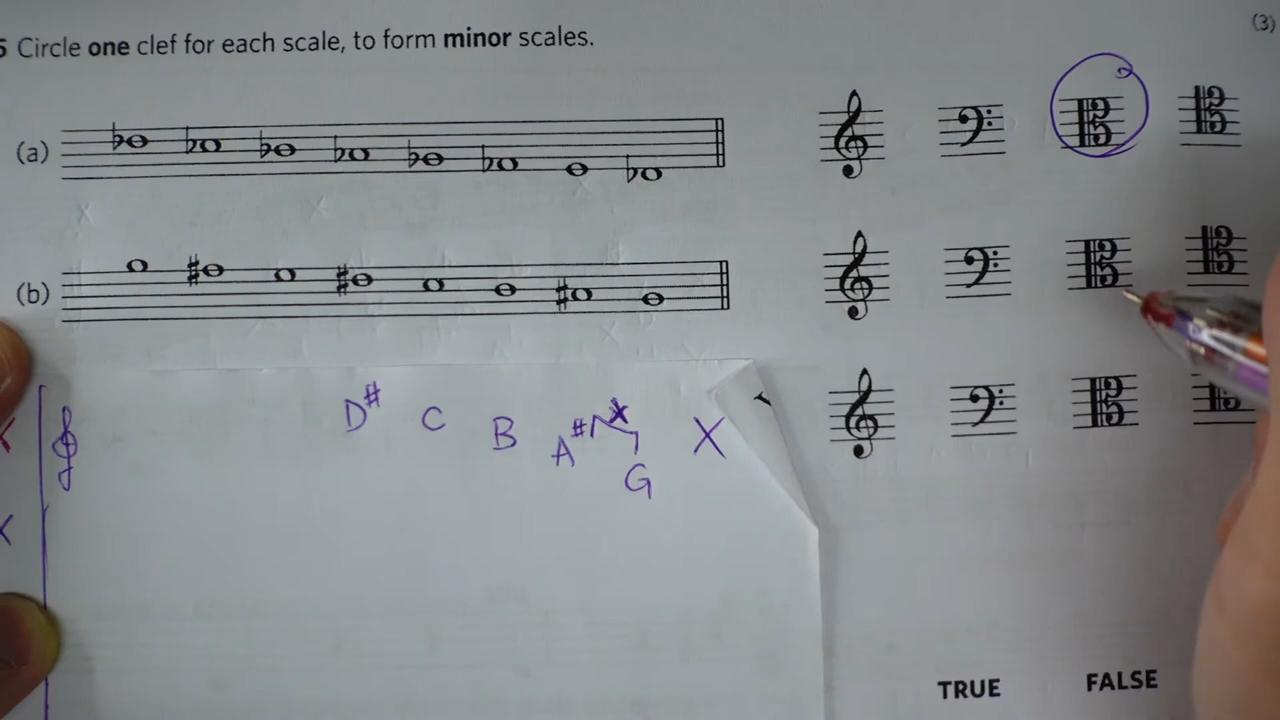 (3)
5 Circle one clef for each scale, to form minor scales.
(a)
(b)
D# C B A# G X
TRUE FALSE